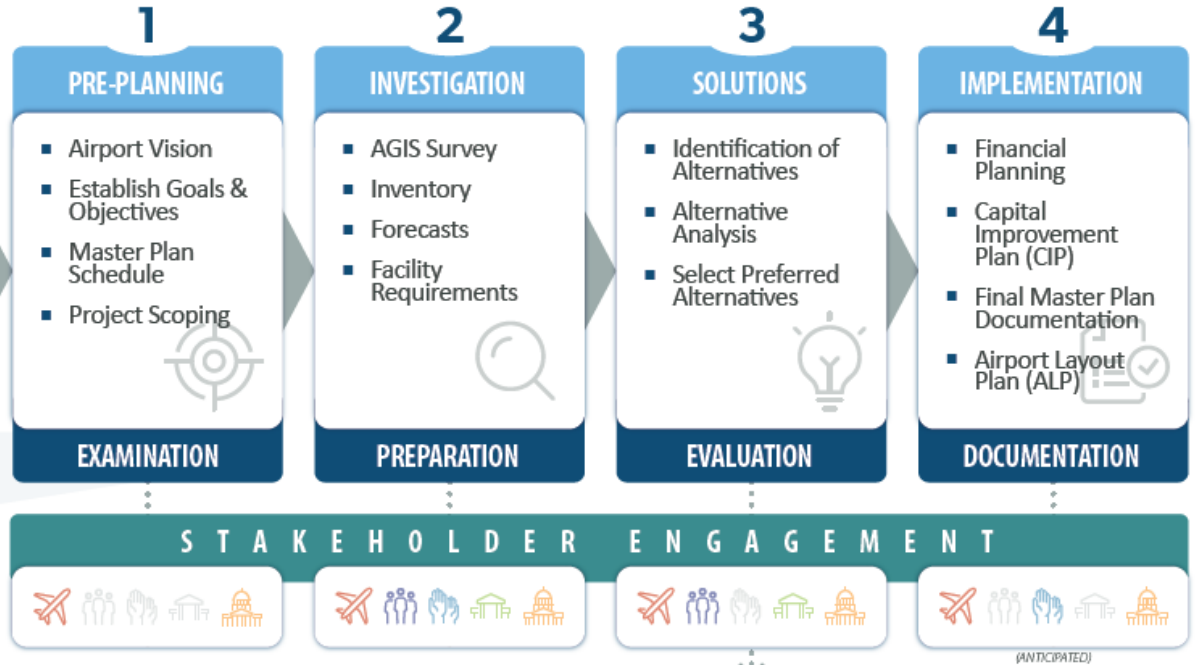 1
PRE-PLANNING
Airport Vision
Establish Goals &
Objectives
Master Plan
Schedule
Project Scoping
EXAMINATION
2
INVESTIGATION
AGIS Survey
Inventory
Forecasts
Facility
Requirements
PREPARATION
3
SOLUTIONS
Identification of
Alternatives
Alternative
Analysis
Select Preferred
Alternatives
EVALUATION
4
IMPLEMENTATION
Financial
Planning
Capital
Improvement
Plan (CIP)
Final Master Plan
Documentation
Airport Layout
Plan (ALP)
DOCUMENTATION
STAKEHOLDER ENGAGEMENT
(ANTICIPATED)